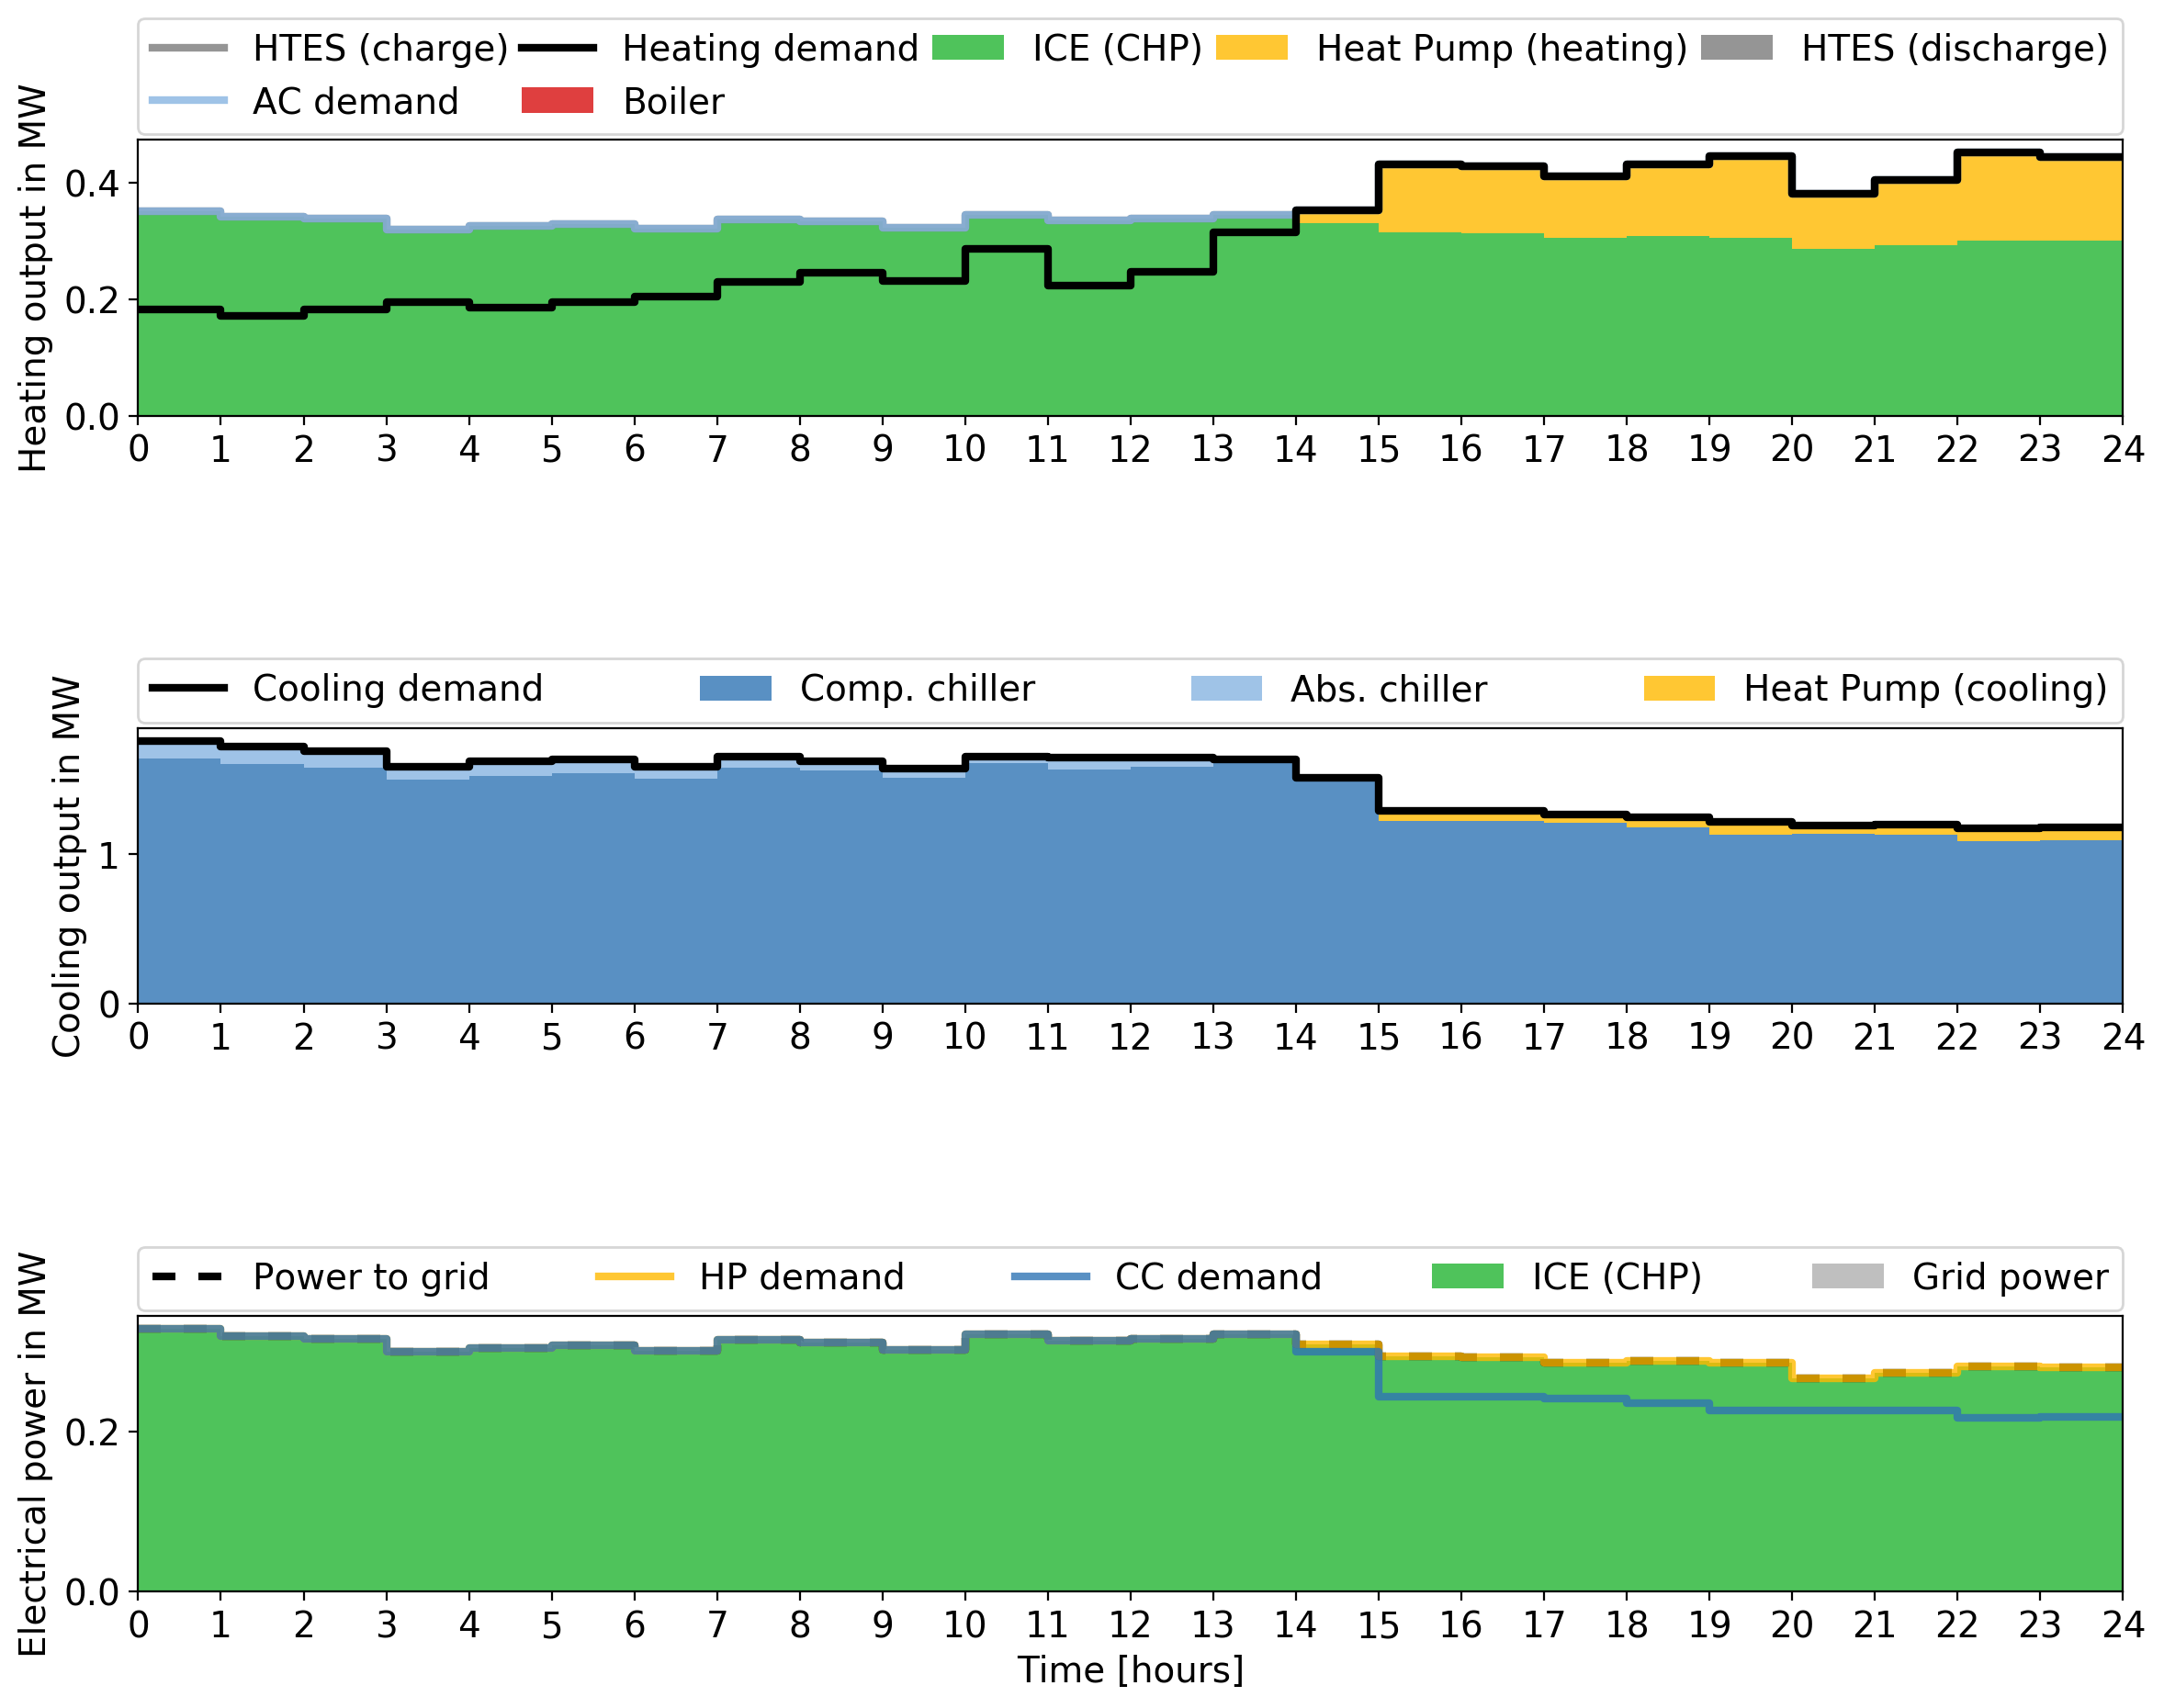 HTES (charge) Heating demand ICE (CHP) Heat Pump (heating) HTES (discharge)
AC demand Boiler
Heating output in MW
0.4
0.2
0.0
0 1 2 3 4 5 6 7 8 9 10 11 12 13 14 15 16 17 18 19 20 21 22 23 24
Cooling demand Comp. chiller Abs. chiller Heat Pump (cooling)
Cooling output in MW
1
0
0 1 2 3 4 5 6 7 8 9 10 11 12 13 14 15 16 17 18 19 20 21 22 23 24
Power to grid HP demand CC demand ICE (CHP) Grid power
Electrical power in MW
0.2
0.0
0 1 2 3 4 5 6 7 8 9 10 11 12 13 14 15 16 17 18 19 20 21 22 23 24
Time [hours]